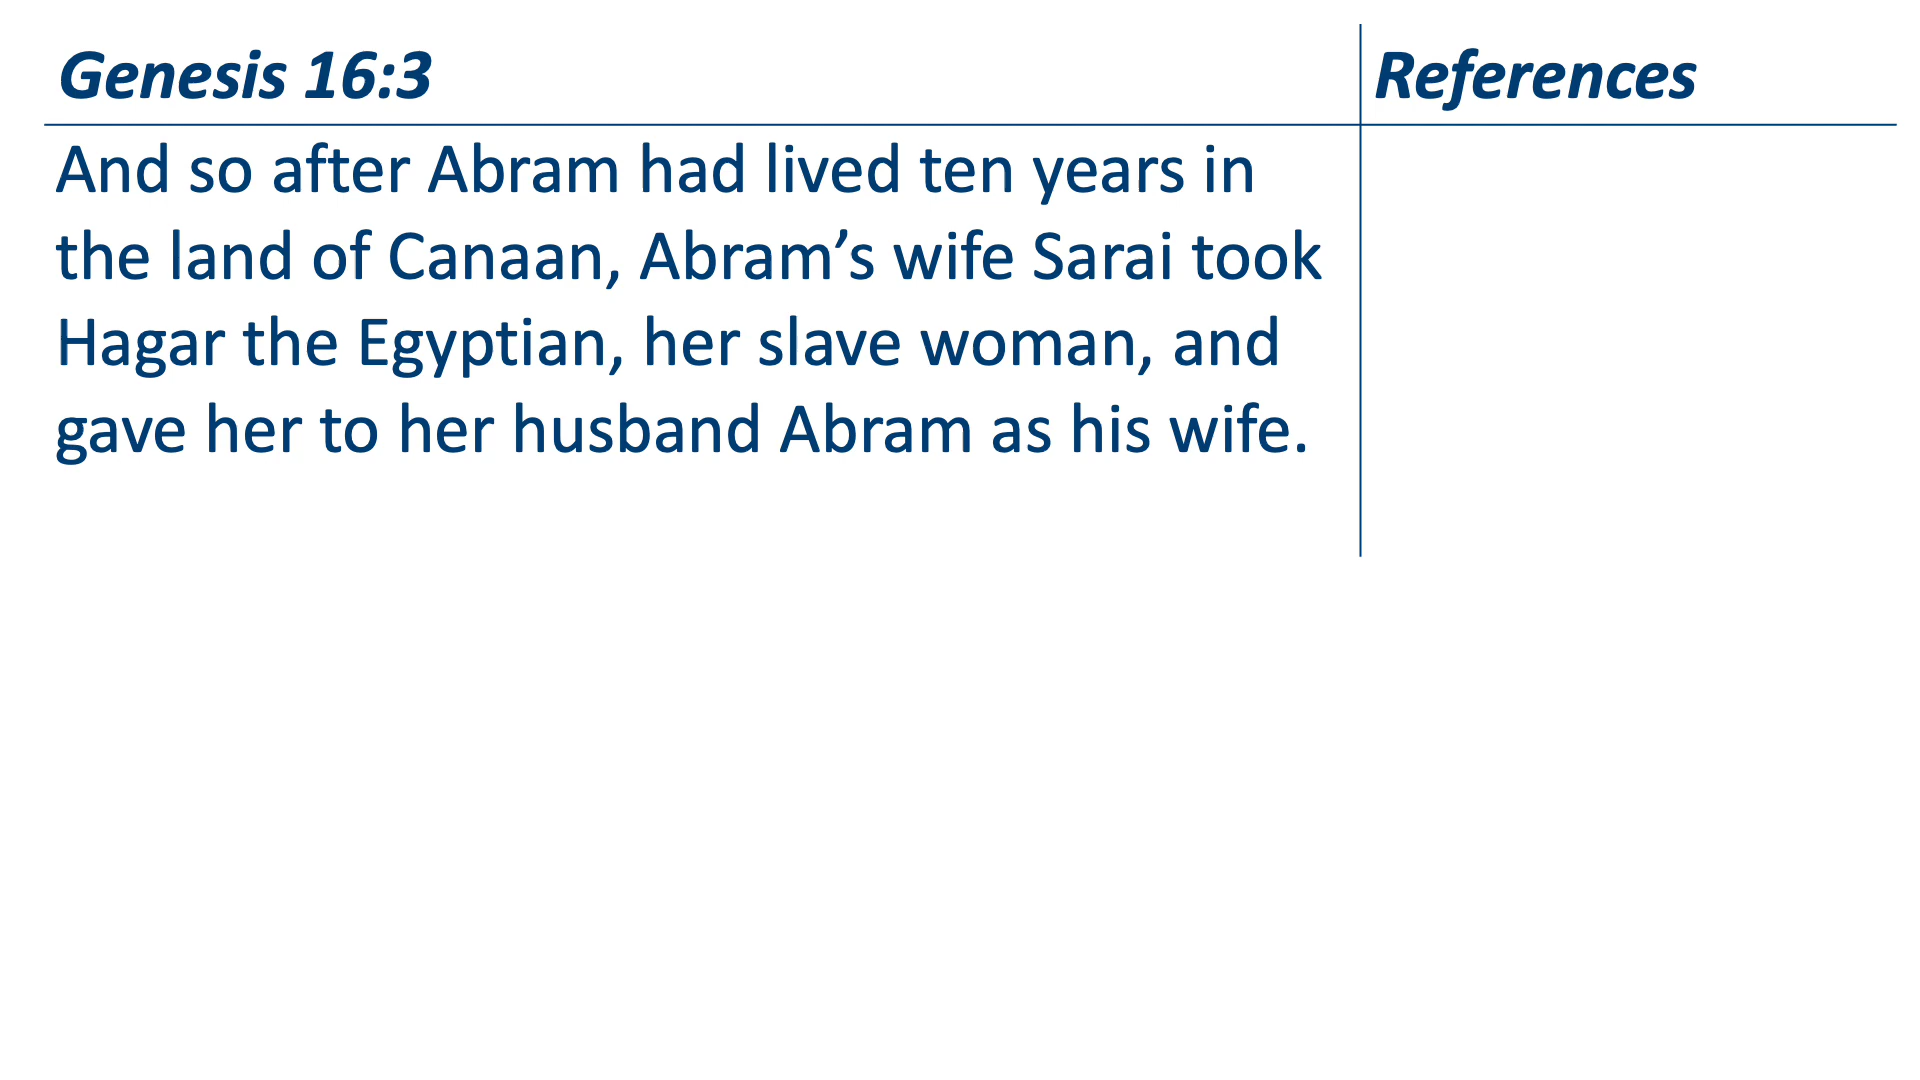 Genesis 16:3
References
And so after Abram had lived ten years in
the land of Canaan, Abram’s wife Sarai took
Hagar the Egyptian, her slave woman, and
gave her to her husband Abram as his wife.